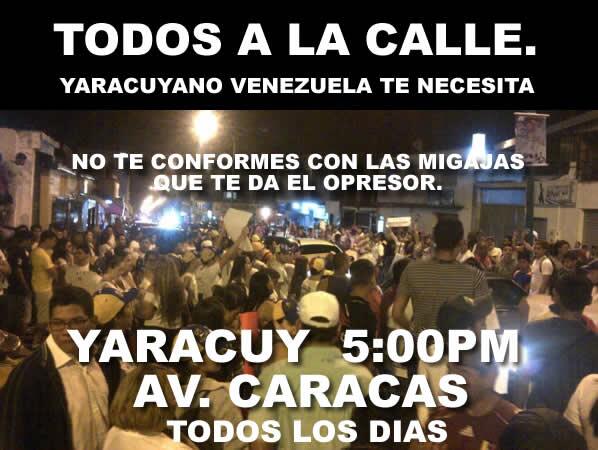 TODOS A LA CALLE.
YARACUYANO VENEZUELA TE NECESITA
NO TE CONFORMES CON LAS MIGAJAS
QUE TE DA EL OPRESOR.
YARACUY 5:00PM
AV. CARACAS
TODOS LOS DIAS